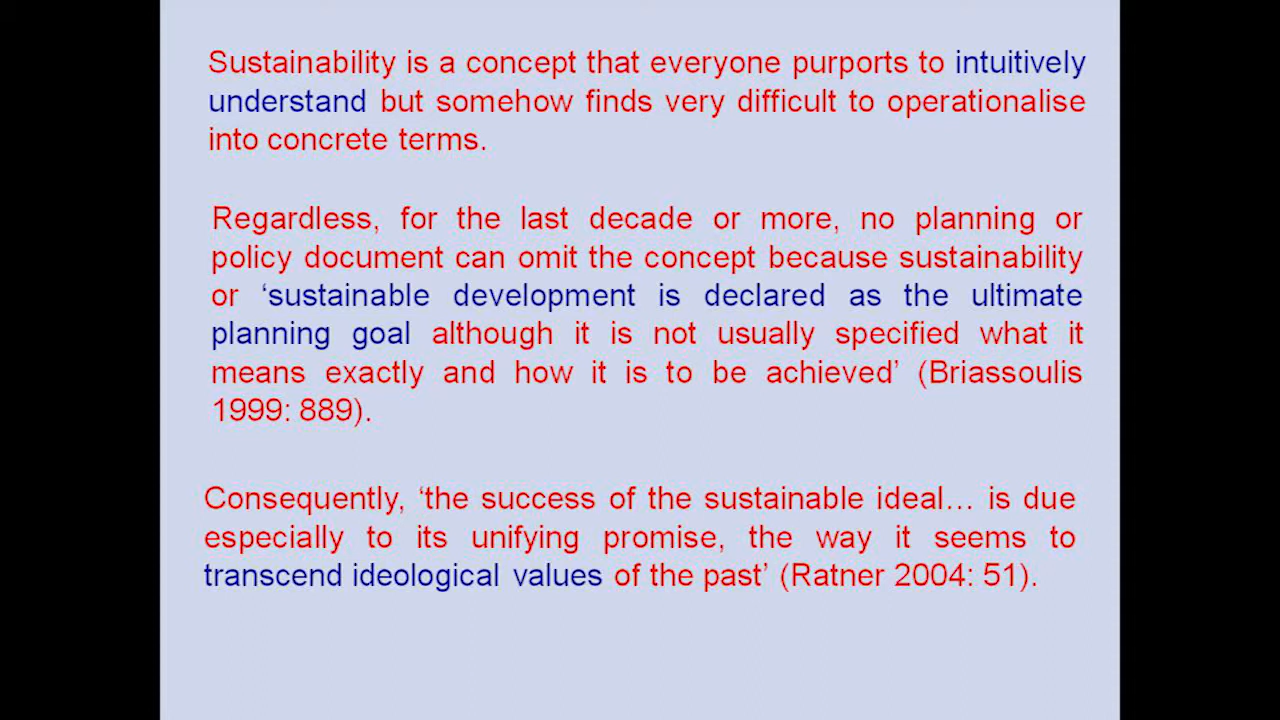 Sustainability is a concept that everyone purports to intuitively
understand but somehow finds very difficult to operationalise
into concrete terms.
Regardless, for the last decade or more, no planning or
policy document can omit the concept because sustainability
or ‘sustainable development is declared as the ultimate
planning goal although it is not usually specified what it
means exactly and how it is to be achieved’ (Briassoulis
1999: 889).
Consequently, ‘the success of the sustainable ideal… is due
especially to its unifying promise, the way it seems to
transcend ideological values of the past’ (Ratner 2004: 51).